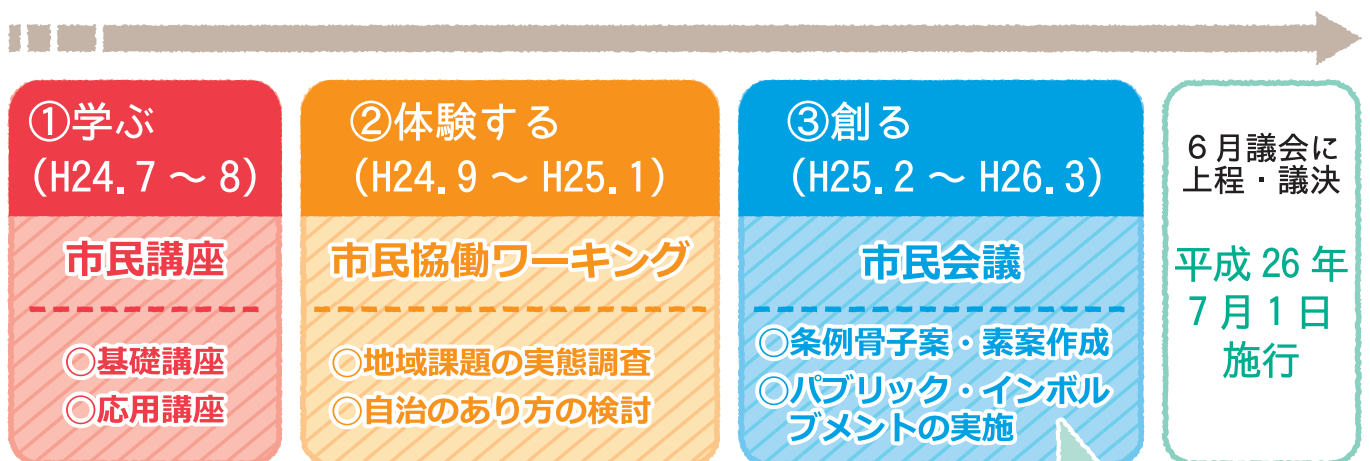 ①学ぶ
(H24.7 ～ 8)
市民講座
○基礎講座
○応用講座
②体験する
(H24.9 ～ H25.1)
市民協働ワーキング
○地域課題の実態調査
○自治のあり方の検討
③創る
(H25.2 ～ H26.3)
市民会議
○条例骨子案・素案作成
○パブリック・インボル
ブメントの実施
6月議会に
上程・議決
平成 26 年
7 月 1 日
施行